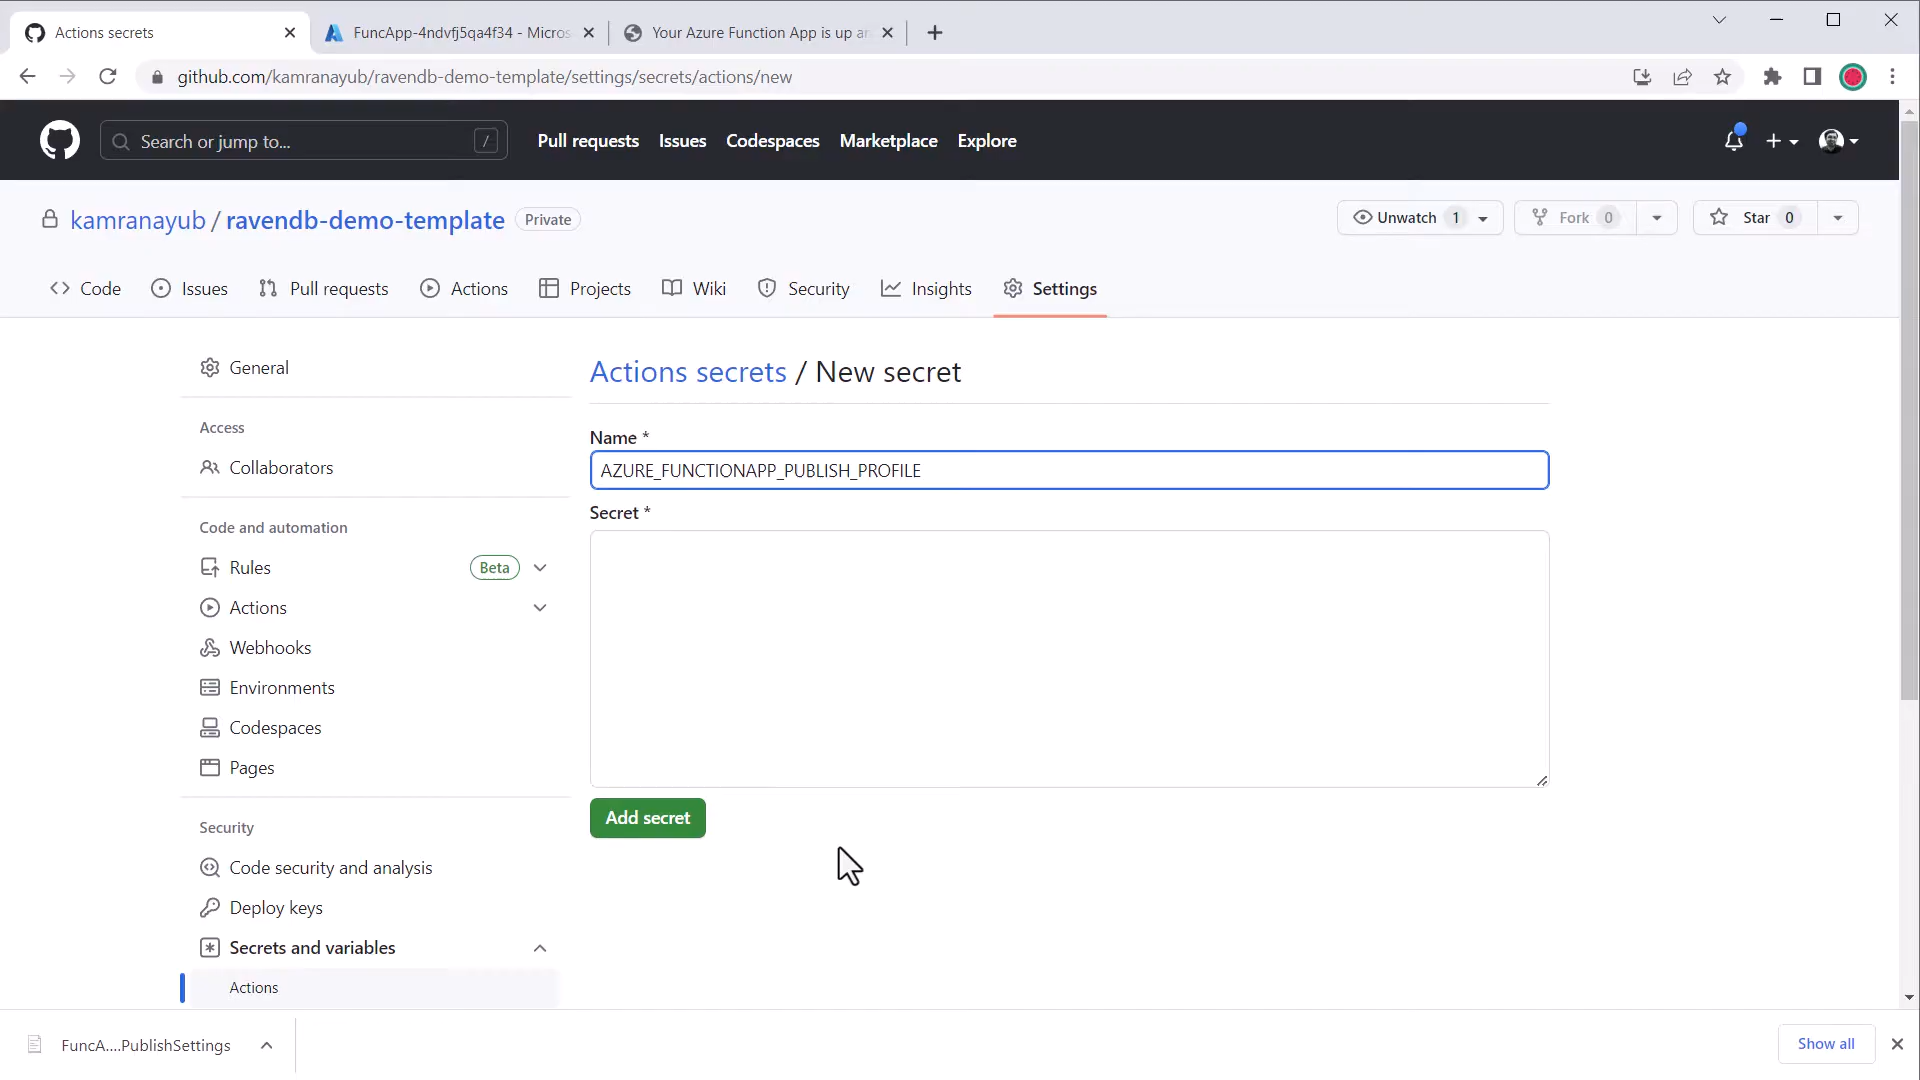 Actions secrets
FuncApp-4ndvfj5qa4f34 - Micros
Your Azure Function App is up an
github.com/kamranayub/ravendb-demo-template/settings/secrets/actions/new
Search or jump to...
/
Pull requests
Issues
Codespaces
Marketplace
Explore
kamranayub / ravendb-demo-template
Private
Unwatch 1
Fork 0
Star 0
Code
Issues
Pull requests
Actions
Projects
Wiki
Security
Insights
Settings
General
Access
Collaborators
Code and automation
Rules
Beta
Actions
Webhooks
Environments
Codespaces
Pages
Security
Code security and analysis
Deploy keys
Secrets and variables
Actions
Actions secrets / New secret
Name *
AZURE_FUNCTIONAPP_PUBLISH_PROFILE
Secret *
Add secret
FuncA....PublishSettings
Show all